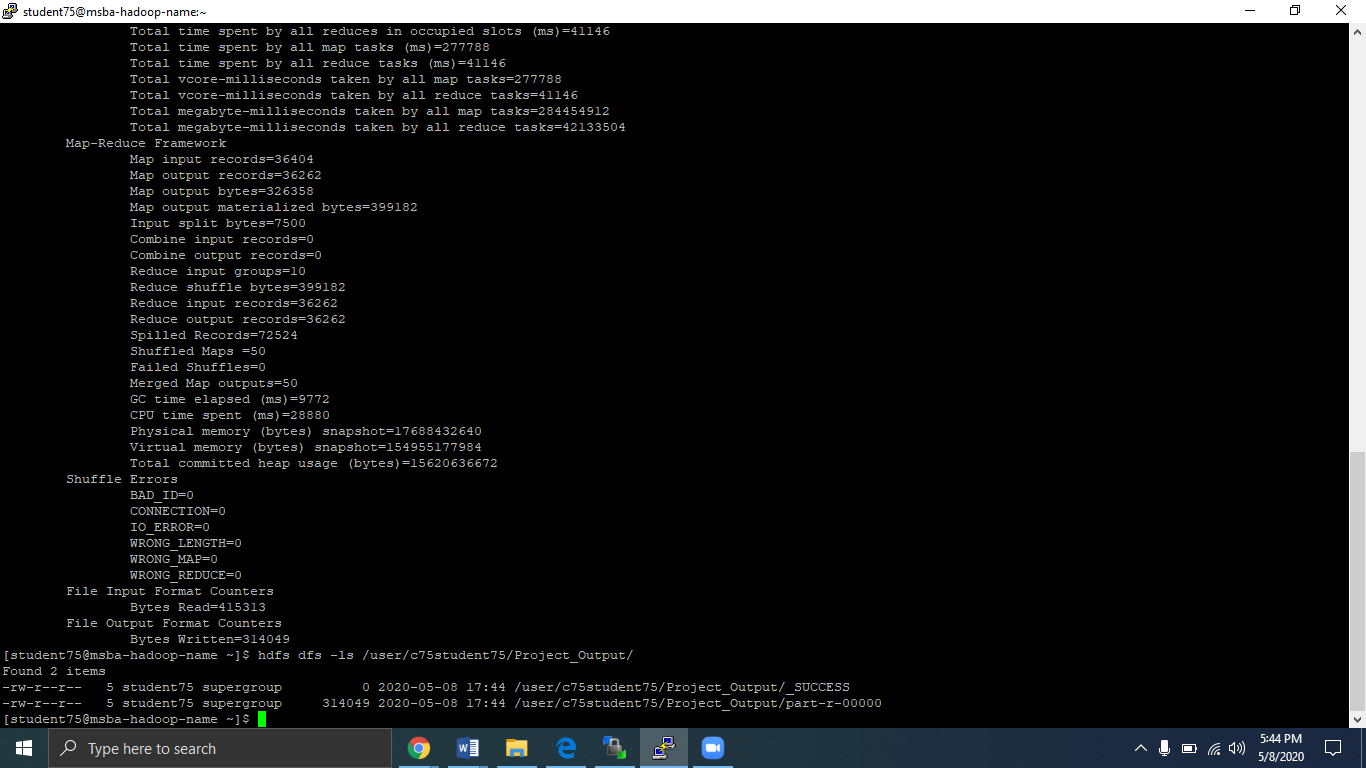 student75@msba-hadoop-name:~
Total time spent by all reduces in occupied slots (ms)=41146
Total time spent by all map tasks (ms)=277788
Total time spent by all reduce tasks (ms)=41146
Total vcore-milliseconds taken by all map tasks=277788
Total vcore-milliseconds taken by all reduce tasks=41146
Total megabyte-milliseconds taken by all map tasks=284454912
Total megabyte-milliseconds taken by all reduce tasks=42133504
Map-Reduce Framework
Map input records=36404
Map output records=36262
Map output bytes=326358
Map output materialized bytes=399182
Input split bytes=7500
Combine input records=0
Combine output records=0
Reduce input groups=10
Reduce shuffle bytes=399182
Reduce input records=36262
Reduce output records=36262
Spilled Records=72524
Shuffled Maps =50
Failed Shuffles=0
Merged Map outputs=50
GC time elapsed (ms)=9772
CPU time spent (ms)=28880
Physical memory (bytes) snapshot=17688432640
Virtual memory (bytes) snapshot=154955177984
Total committed heap usage (bytes)=15620636672
Shuffle Errors
BAD_ID=0
CONNECTION=0
IO_ERROR=0
WRONG_LENGTH=0
WRONG_MAP=0
WRONG_REDUCE=0
File Input Format Counters
Bytes Read=415313
File Output Format Counters
Bytes Written=314049
[student75@msba-hadoop-name ~]$ hdfs dfs -ls /user/c75student75/Project_Output/
Found 2 items
-rw-r--r--   5 student75 supergroup          0 2020-05-08 17:44 /user/c75student75/Project_Output/_SUCCESS
-rw-r--r--   5 student75 supergroup     314049 2020-05-08 17:44 /user/c75student75/Project_Output/part-r-00000
[student75@msba-hadoop-name ~]$
Type here to search
5:44 PM
5/8/2020